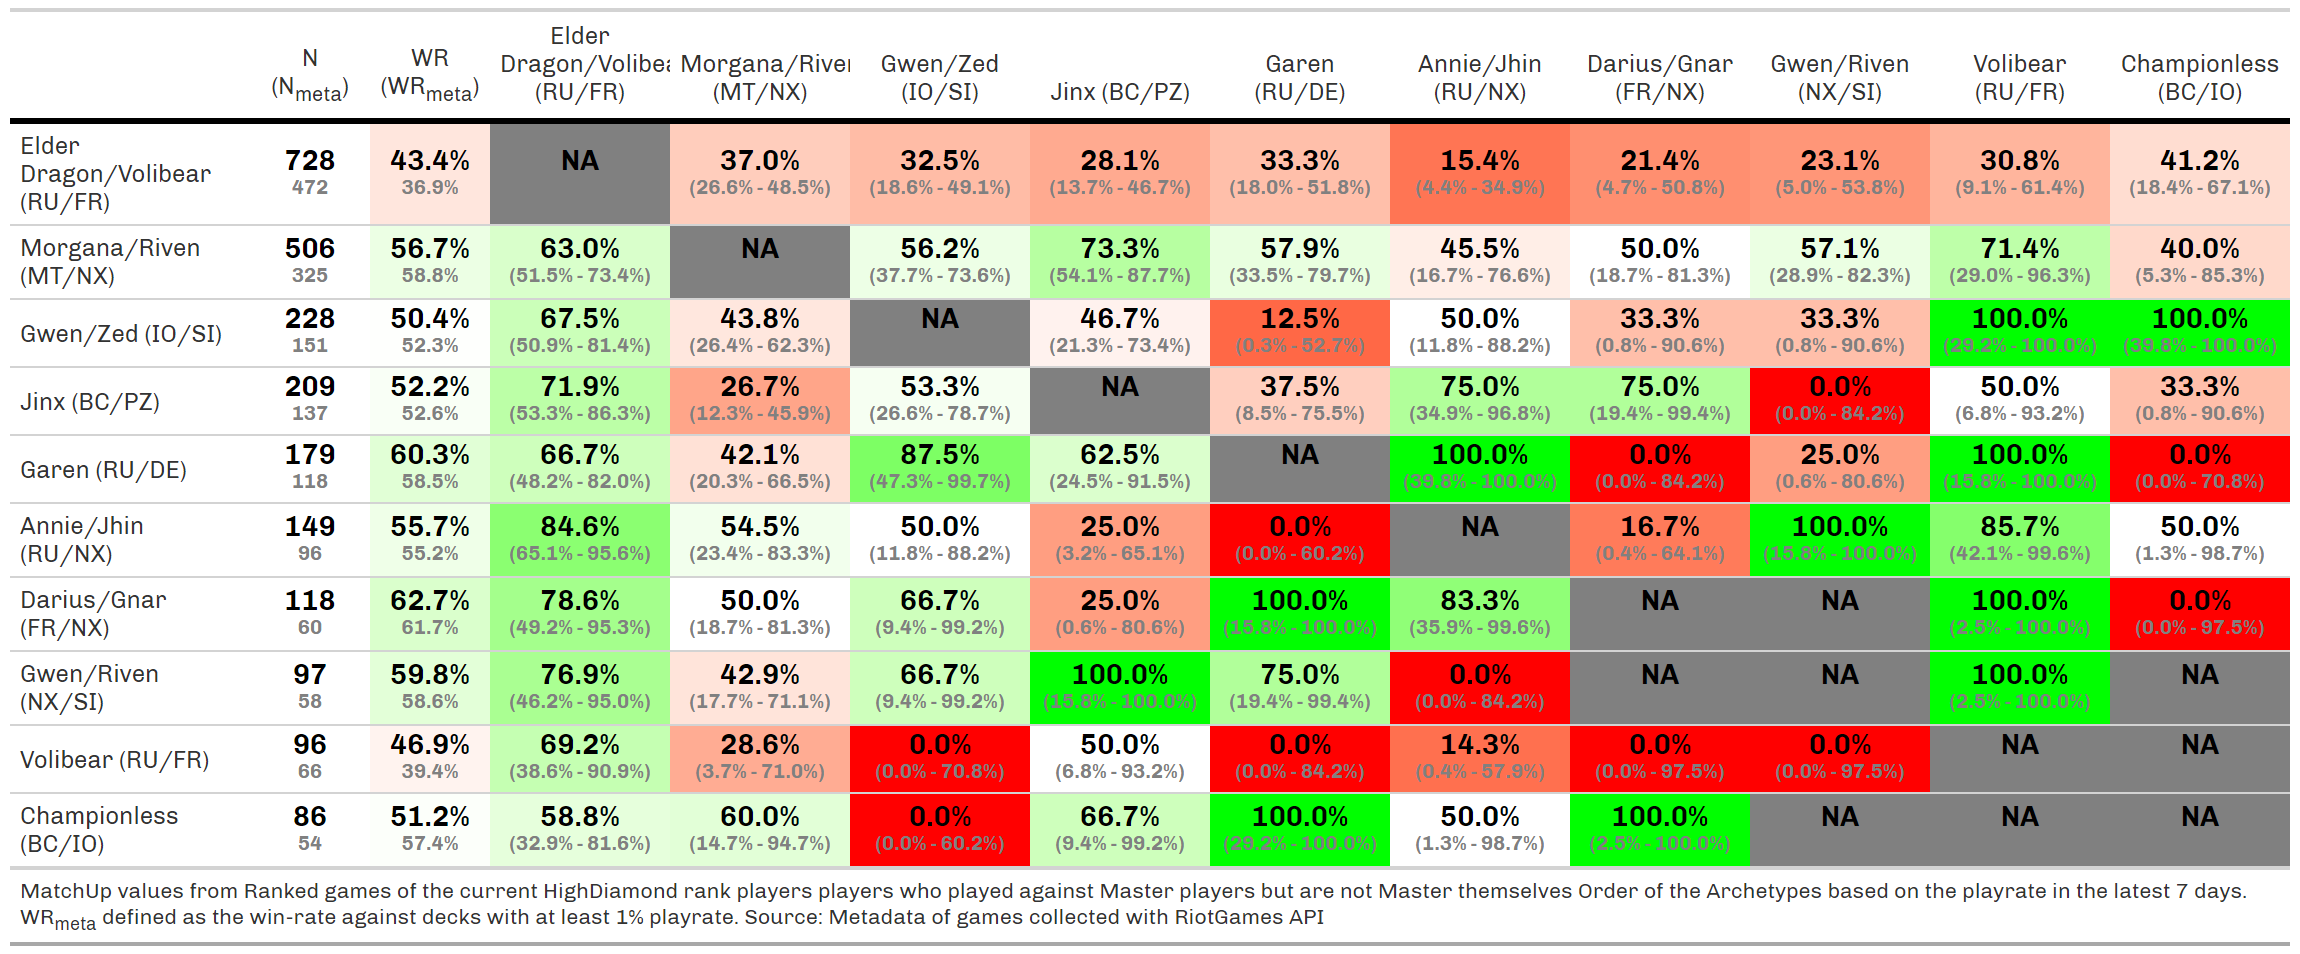 N (Nmeta) WR (WRmeta) Elder Dragon/Volibea (RU/FR) Morgana/Riven (MT/NX) Gwen/Zed (IO/SI) Jinx (BC/PZ) Garen (RU/DE) Annie/Jhin (RU/NX) Darius/Gnar (FR/NX) Gwen/Riven (NX/SI) Volibear (RU/FR) Championless (BC/IO)
Elder Dragon/Volibear (RU/FR) 728 43.4% NA 37.0% 32.5% 28.1% 33.3% 15.4% 21.4% 23.1% 30.8% 41.2%
472 36.9% (26.6% - 48.5%) (18.6% - 49.1%) (13.7% - 46.7%) (18.0% - 51.8%) (4.4% - 34.9%) (4.7% - 50.8%) (5.0% - 53.8%) (9.1% - 61.4%) (18.4% - 67.1%)
Morgana/Riven (MT/NX) 506 56.7% 63.0% NA 56.2% 73.3% 57.9% 45.5% 50.0% 57.1% 71.4% 40.0%
325 58.8% (51.5% - 73.4%) (37.7% - 73.6%) (54.1% - 87.7%) (33.5% - 79.7%) (16.7% - 76.6%) (18.7% - 81.3%) (28.9% - 82.3%) (29.0% - 96.3%) (5.3% - 85.3%)
Gwen/Zed (IO/SI) 228 50.4% 67.5% 43.8% NA 46.7% 12.5% 50.0% 33.3% 33.3% 100.0% 100.0%
151 52.3% (50.9% - 81.4%) (26.4% - 62.3%) (21.3% - 73.4%) (0.3% - 52.7%) (11.8% - 88.2%) (0.8% - 90.6%) (0.8% - 90.6%) (29.2% - 100.0%) (39.8% - 100.0%)
Jinx (BC/PZ) 209 52.2% 71.9% 26.7% 53.3% NA 37.5% 75.0% 75.0% 0.0% 50.0% 33.3%
137 52.6% (53.3% - 86.3%) (12.3% - 45.9%) (26.6% - 78.7%) (8.5% - 75.5%) (34.9% - 96.8%) (19.4% - 99.4%) (0.0% - 84.2%) (6.8% - 93.2%) (0.8% - 90.6%)
Garen (RU/DE) 179 60.3% 66.7% 42.1% 87.5% 62.5% NA 100.0% 0.0% 25.0% 100.0% 0.0%
118 58.5% (48.2% - 82.0%) (20.3% - 66.5%) (47.3% - 99.7%) (24.5% - 91.5%) (39.8% - 100.0%) (0.0% - 84.2%) (0.6% - 80.6%) (15.8% - 100.0%) (0.0% - 70.8%)
Annie/Jhin (RU/NX) 149 55.7% 84.6% 54.5% 50.0% 25.0% 0.0% NA 16.7% 100.0% 85.7% 50.0%
96 55.2% (65.1% - 95.6%) (23.4% - 83.3%) (11.8% - 88.2%) (3.2% - 65.1%) (0.0% - 60.2%) (0.4% - 64.1%) (15.8% - 100.0%) (42.1% - 99.6%) (1.3% - 98.7%)
Darius/Gnar (FR/NX) 118 62.7% 78.6% 50.0% 66.7% 25.0% 100.0% 83.3% NA NA 100.0% 0.0%
60 61.7% (49.2% - 95.3%) (18.7% - 81.3%) (9.4% - 99.2%) (0.6% - 80.6%) (15.8% - 100.0%) (35.9% - 99.6%) (2.5% - 100.0%) (0.0% - 97.5%)
Gwen/Riven (NX/SI) 97 59.8% 76.9% 42.9% 66.7% 100.0% 75.0% 0.0% NA NA 100.0% NA
58 58.6% (46.2% - 95.0%) (17.7% - 71.1%) (9.4% - 99.2%) (15.8% - 100.0%) (19.4% - 99.4%) (0.0% - 84.2%) (2.5% - 100.0%)
Volibear (RU/FR) 96 46.9% 69.2% 28.6% 0.0% 50.0% 0.0% 14.3% 0.0% 0.0% NA NA
66 39.4% (38.6% - 90.9%) (3.7% - 71.0%) (0.0% - 70.8%) (6.8% - 93.2%) (0.0% - 84.2%) (0.4% - 57.9%) (0.0% - 97.5%) (0.0% - 97.5%)
Championless (BC/IO) 86 51.2% 58.8% 60.0% 0.0% 66.7% 100.0% 50.0% 100.0% NA NA NA
54 57.4% (32.9% - 81.6%) (14.7% - 94.7%) (0.0% - 60.2%) (9.4% - 99.2%) (29.2% - 100.0%) (1.3% - 98.7%) (2.5% - 100.0%)
MatchUp values from Ranked games of the current HighDiamond rank players players who played against Master players but are not Master themselves Order of the Archetypes based on the playrate in the latest 7 days.
WRmeta defined as the win-rate against decks with at least 1% playrate. Source: Metadata of games collected with RiotGames API